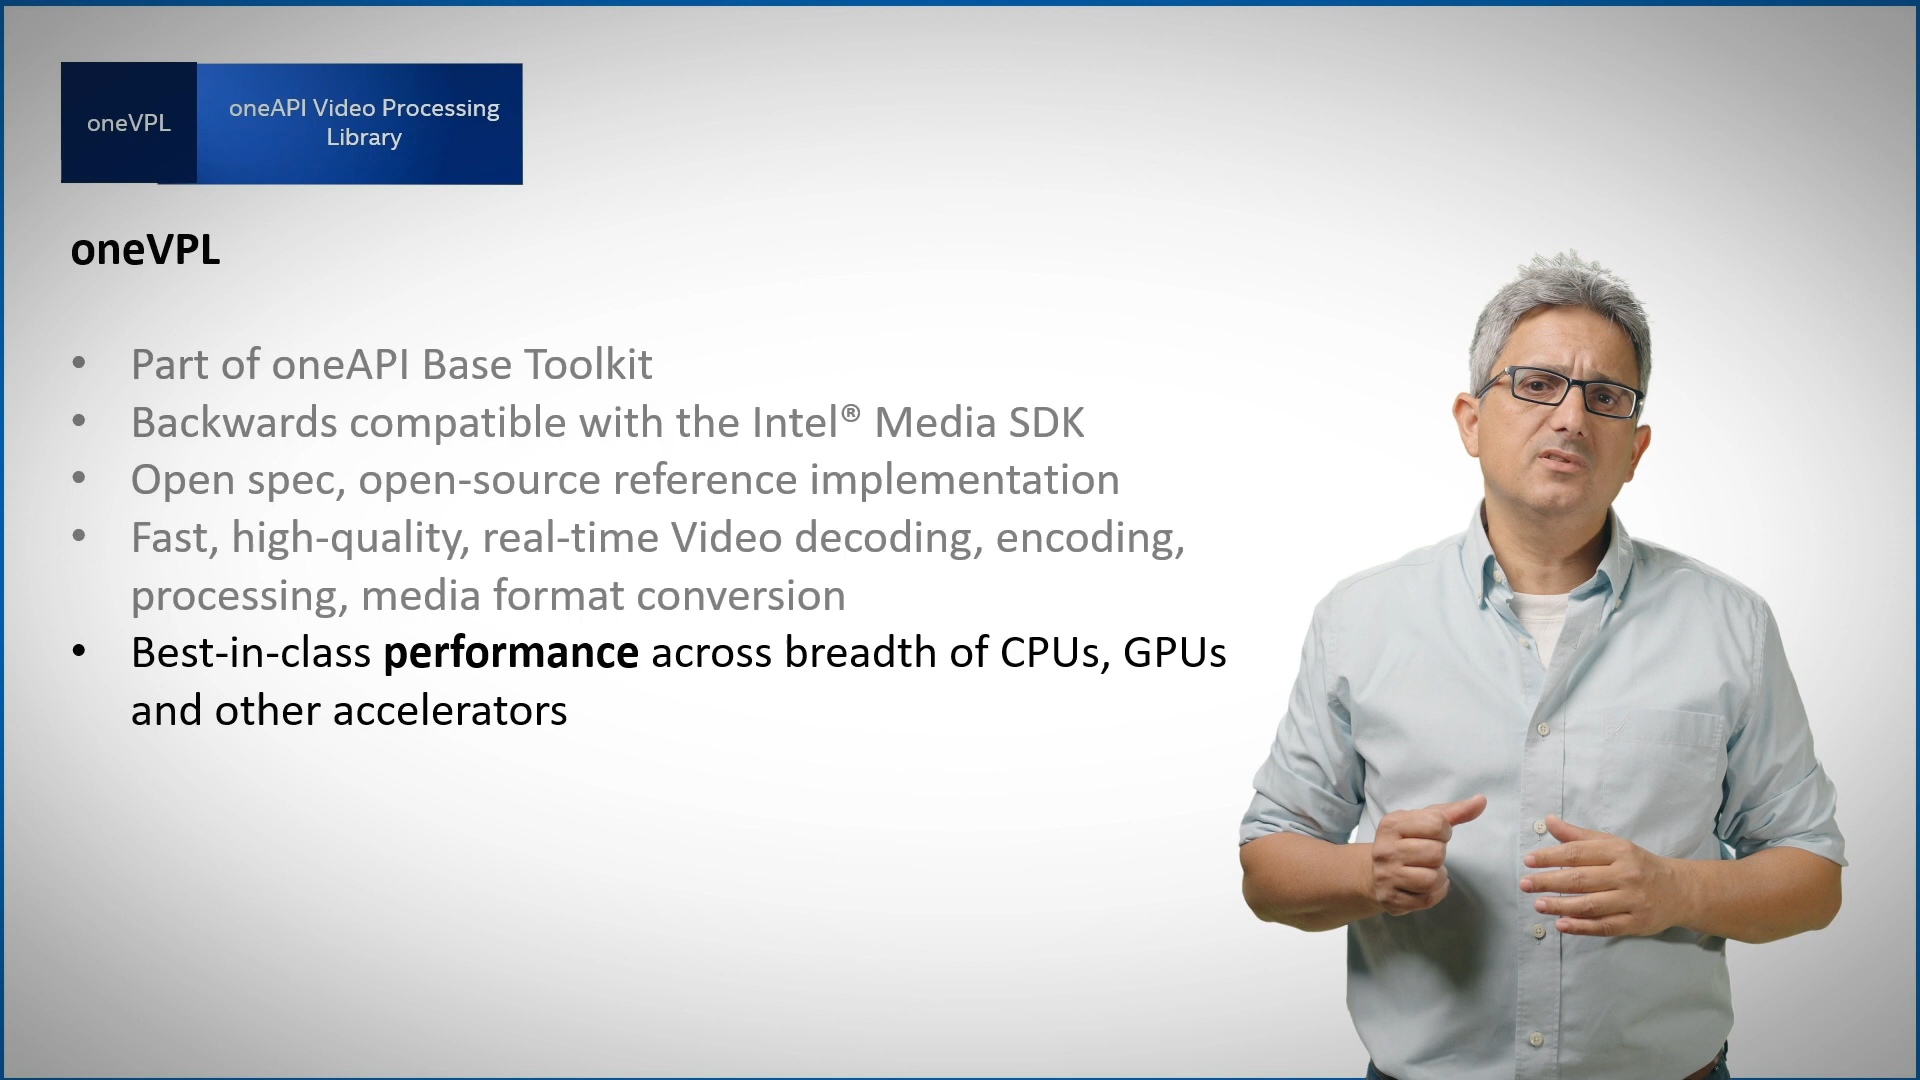 oneVPL
oneAPI Video Processing
Library
oneVPL
• Part of oneAPI Base Toolkit
• Backwards compatible with the Intel® Media SDK
• Open spec, open-source reference implementation
• Fast, high-quality, real-time Video decoding, encoding,
processing, media format conversion
• Best-in-class performance across breadth of CPUs, GPUs
and other accelerators